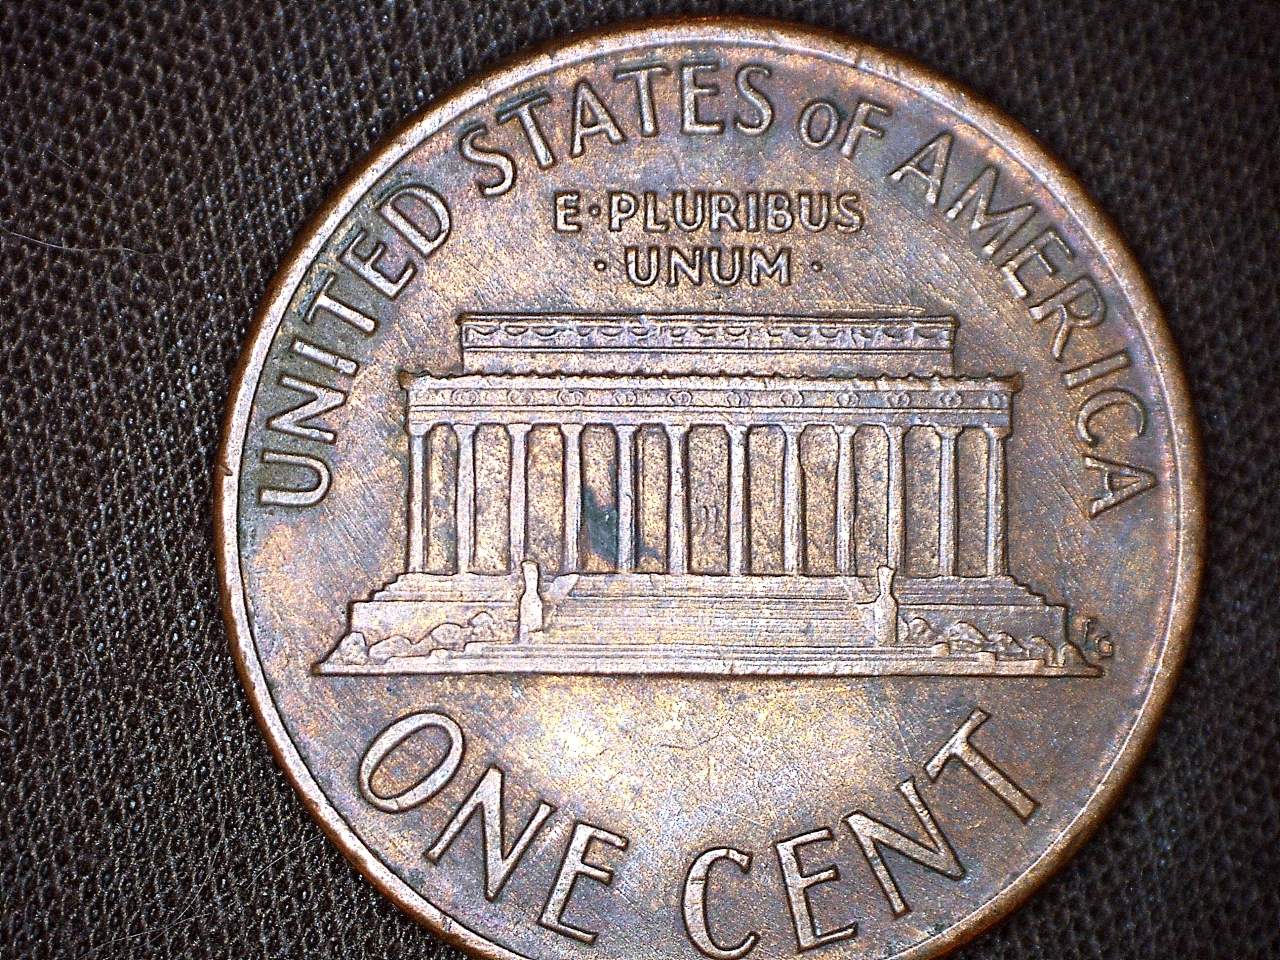 UNITED STATES OF AMERICA
E·PLURIBUS
·UNUM·
ONE CENT